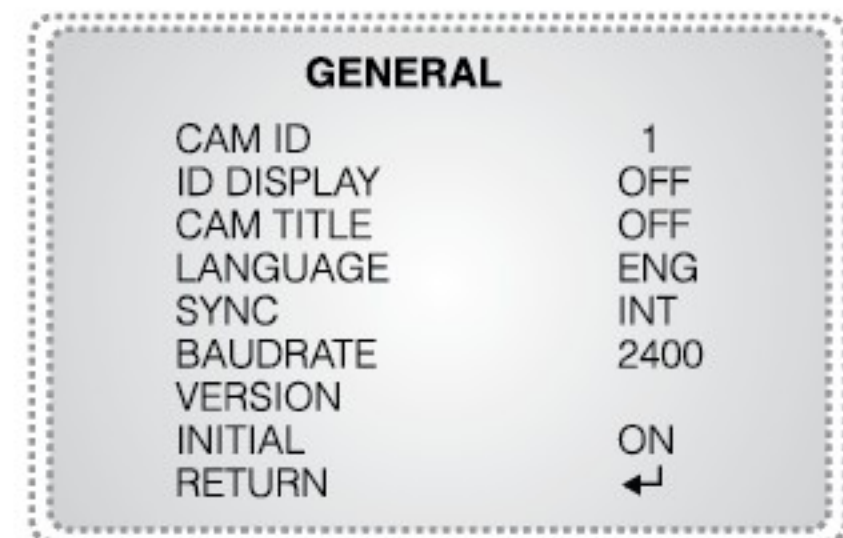 GENERAL
CAM ID 1
ID DISPLAY OFF
CAM TITLE OFF
LANGUAGE ENG
SYNC INT
BAUDRATE 2400
VERSION
INITIAL ON
RETURN ↵